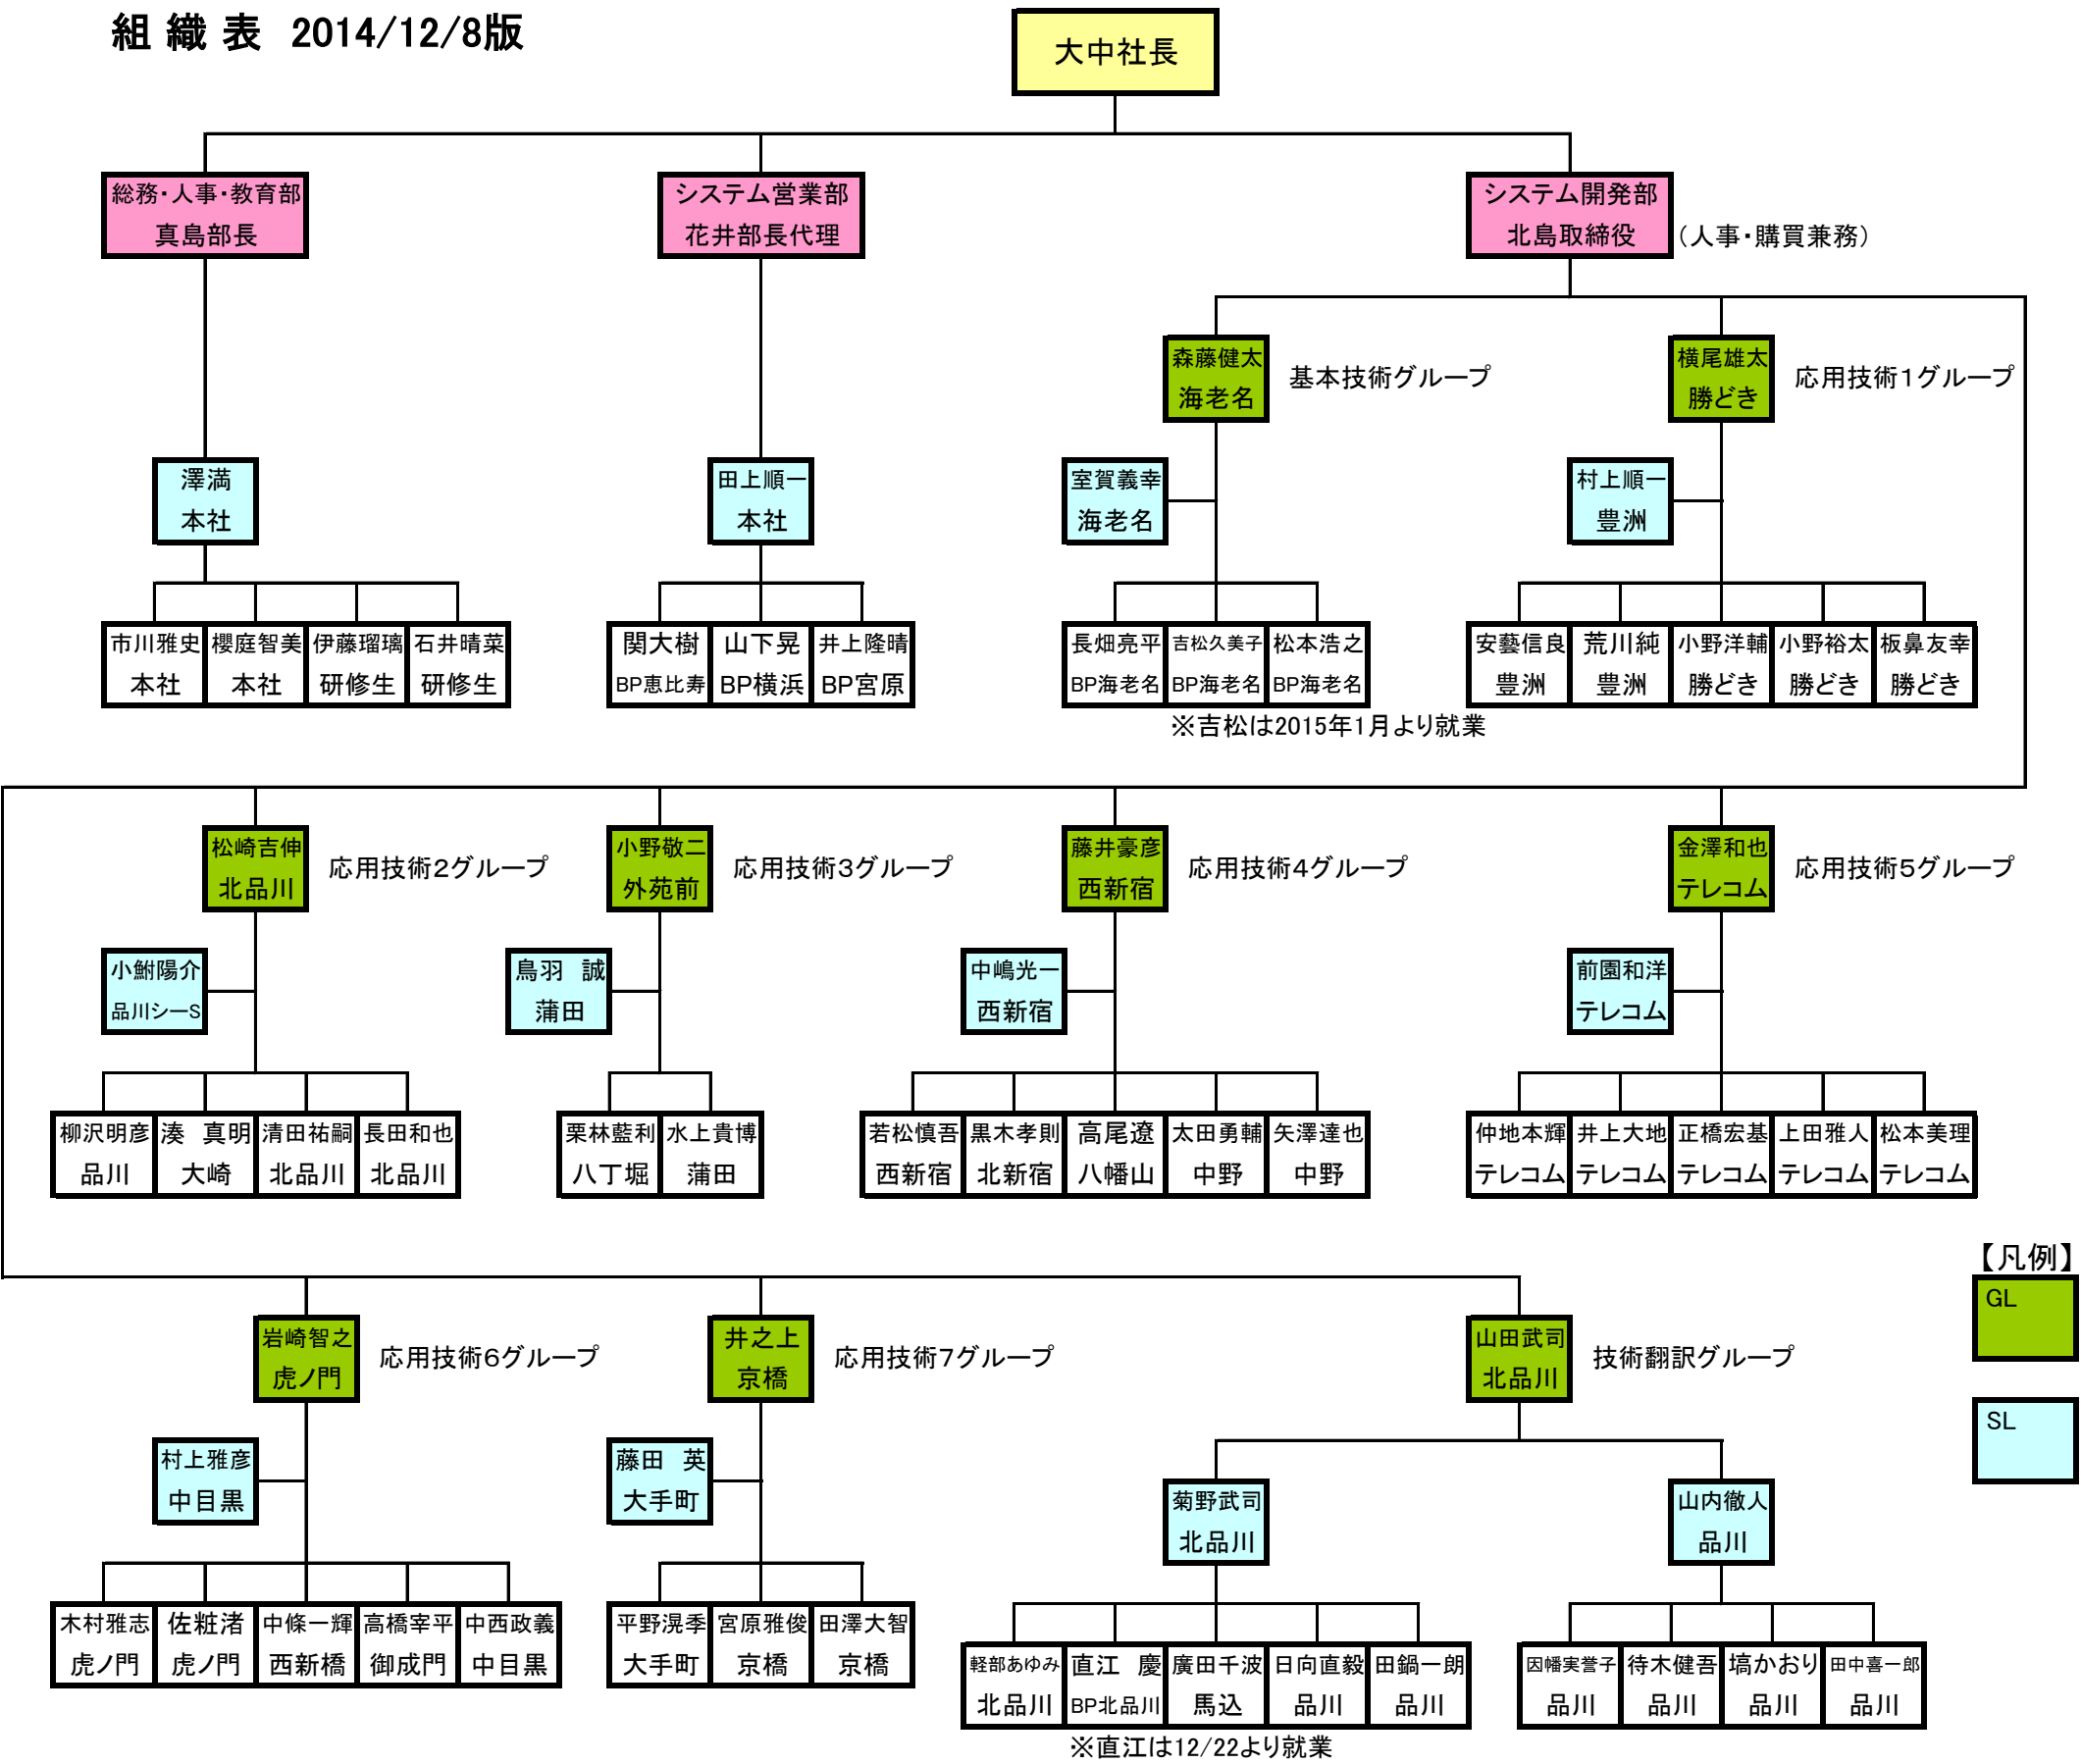 組 織 表 2014/12/8版
大中社長
総務・人事・教育部
真島部長
システム営業部
花井部長代理
システム開発部
北島取締役
（人事・購買兼務）
森藤健太
海老名
基本技術グループ
横尾雄太
勝どき
応用技術1グループ
澤満
本社
田上順一
本社
室賀義幸
海老名
村上順一
豊洲
市川雅史
本社
櫻庭智美
本社
伊藤瑠璃
研修生
石井晴菜
研修生
関大樹
BP恵比寿
山下晃
BP横浜
井上隆晴
BP宮原
長畑亮平
BP海老名
吉松久美子
BP海老名
松本浩之
BP海老名
安藝信良
豊洲
荒川純
豊洲
小野洋輔
勝どき
小野裕太
勝どき
板鼻友幸
勝どき
※吉松は2015年1月より就業
松崎吉伸
北品川
応用技術2グループ
小野敬二
外苑前
応用技術3グループ
藤井豪彦
西新宿
応用技術4グループ
金澤和也
テレコム
応用技術5グループ
小鮒陽介
品川シーS
鳥羽　誠
蒲田
中嶋光一
西新宿
前園和洋
テレコム
柳沢明彦
品川
湊　真明
大崎
清田祐嗣
北品川
長田和也
北品川
栗林藍利
八丁堀
水上貴博
蒲田
若松慎吾
西新宿
黒木孝則
北新宿
高尾遼
八幡山
太田勇輔
中野
矢澤達也
中野
仲地本輝
テレコム
井上大地
テレコム
正橋宏基
テレコム
上田雅人
テレコム
松本美理
テレコム
【凡例】
GL
SL
岩崎智之
虎ノ門
応用技術6グループ
井之上
京橋
応用技術7グループ
山田武司
北品川
技術翻訳グループ
村上雅彦
中目黒
藤田　英
大手町
菊野武司
北品川
山内徹人
品川
木村雅志
虎ノ門
佐粧渚
虎ノ門
中條一輝
西新橋
高橋宰平
御成門
中西政義
中目黒
平野滉季
大手町
宮原雅俊
京橋
田澤大智
京橋
軽部あゆみ
北品川
直江　慶
BP北品川
廣田千波
馬込
日向直毅
品川
田鍋一朗
品川
因幡実誉子
品川
待木健吾
品川
塙かおり
品川
田中喜一郎
品川
※直江は12/22より就業